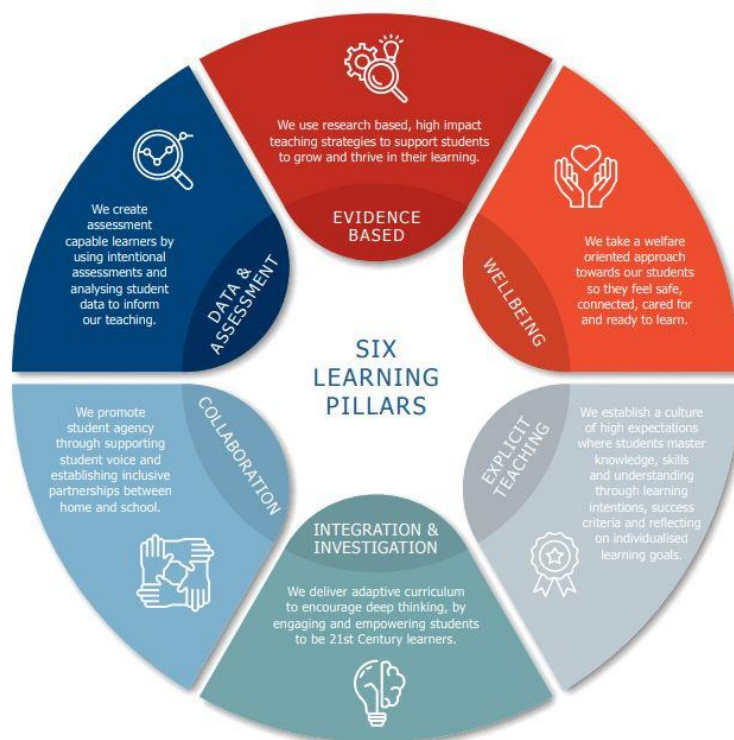 We use research based, high impact
teaching strategies to support students
to grow and thrive in their learning.
EVIDENCE
BASED
We take a welfare
oriented approach
towards our students
so they feel safe,
connected, cared for
and ready to learn.
WELLBEING
We establish a culture
of high expectations
where students master
knowledge, skills
and understanding
through learning
intentions, success
criteria and reflecting
on individualised
learning goals.
EXPLICIT
TEACHING
INTEGRATION &
INVESTIGATION
We deliver adaptive curriculum
to encourage deep thinking, by
engaging and empowering students
to be 21st Century learners.
We promote
student agency
through supporting
student voice and
establishing inclusive
partnerships between
home and school.
COLLABORATION
We create
assessment
capable learners by
using intentional
assessments and
analysing student
data to inform
our teaching.
DATA &
ASSESSMENT
SIX
LEARNING
PILLARS